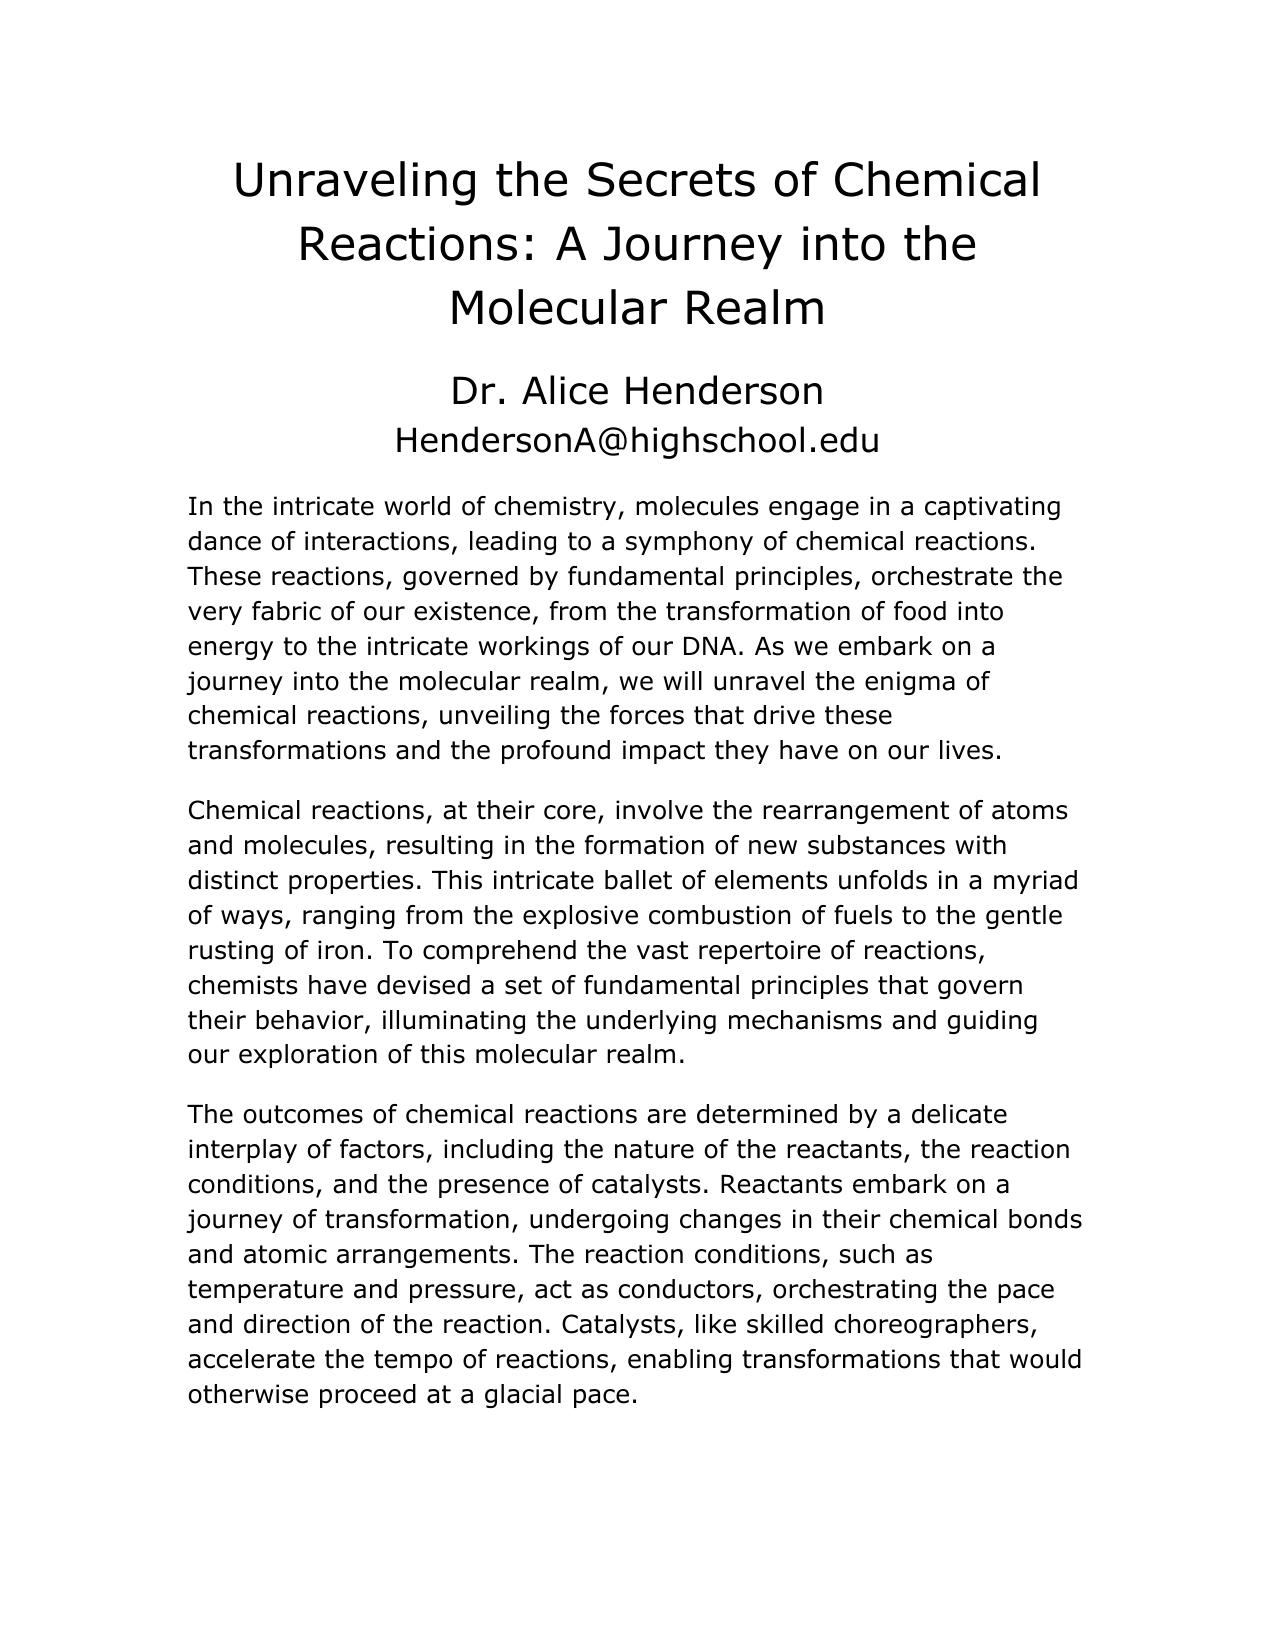 Unraveling the Secrets of Chemical
Reactions: A Journey into the
Molecular Realm
Dr. Alice Henderson
HendersonA@highschool.edu
In the intricate world of chemistry, molecules engage in a captivating
dance of interactions, leading to a symphony of chemical reactions.
These reactions, governed by fundamental principles, orchestrate the
very fabric of our existence, from the transformation of food into
energy to the intricate workings of our DNA. As we embark on a
journey into the molecular realm, we will unravel the enigma of
chemical reactions, unveiling the forces that drive these
transformations and the profound impact they have on our lives.
Chemical reactions, at their core, involve the rearrangement of atoms
and molecules, resulting in the formation of new substances with
distinct properties. This intricate ballet of elements unfolds in a myriad
of ways, ranging from the explosive combustion of fuels to the gentle
rusting of iron. To comprehend the vast repertoire of reactions,
chemists have devised a set of fundamental principles that govern
their behavior, illuminating the underlying mechanisms and guiding
our exploration of this molecular realm.
The outcomes of chemical reactions are determined by a delicate
interplay of factors, including the nature of the reactants, the reaction
conditions, and the presence of catalysts. Reactants embark on a
journey of transformation, undergoing changes in their chemical bonds
and atomic arrangements. The reaction conditions, such as
temperature and pressure, act as conductors, orchestrating the pace
and direction of the reaction. Catalysts, like skilled choreographers,
accelerate the tempo of reactions, enabling transformations that would
otherwise proceed at a glacial pace.